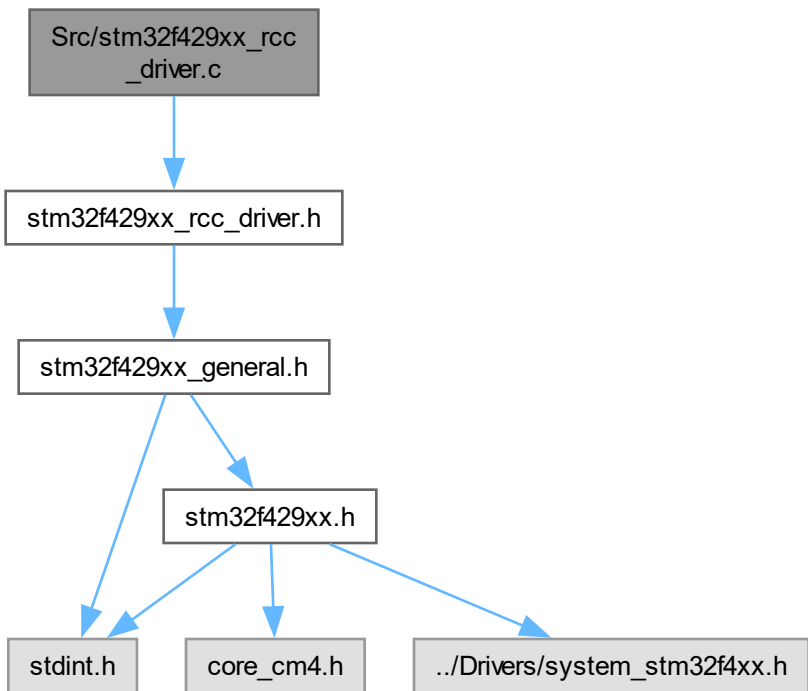 Src/stm32f429xx_rcc
_driver.c
stm32f429xx_rcc_driver.h
stm32f429xx_general.h
stm32f429xx.h
stdint.h
core_cm4.h
../Drivers/system_stm32f4xx.h